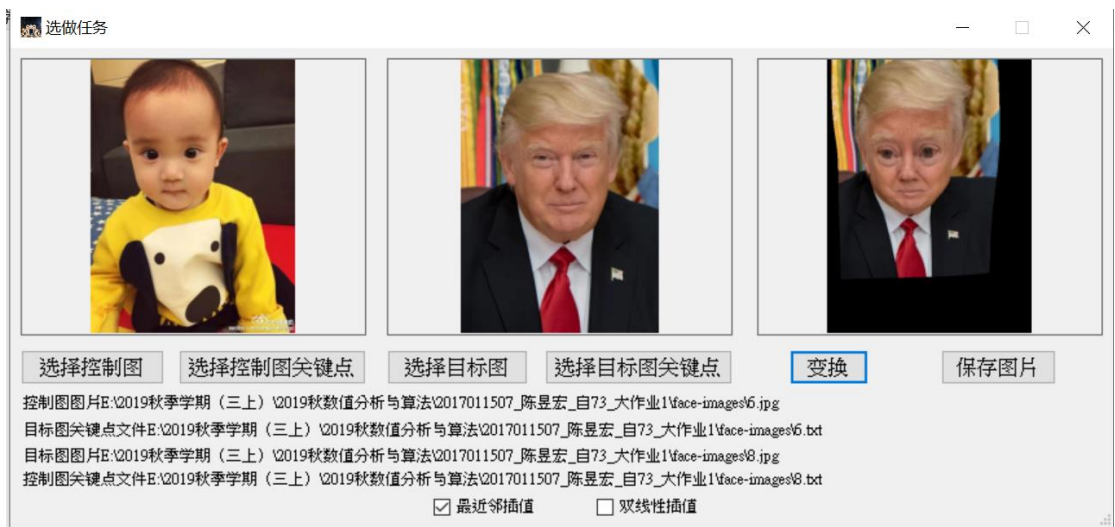 选做任务
选择控制图 选择控制图关键点 选择目标图 选择目标图关键点 变换 保存图片
控制图图片E:\2019秋季学期（三上）\2019秋数值分析与算法\2017011507_陈昱宏_自73_大作业1\face-images\6.jpg
目标图关键点文件E:\2019秋季学期（三上）\2019秋数值分析与算法\2017011507_陈昱宏_自73_大作业1\face-images\6.txt
目标图图片E:\2019秋季学期（三上）\2019秋数值分析与算法\2017011507_陈昱宏_自73_大作业1\face-images\8.jpg
控制图关键点文件E:\2019秋季学期（三上）\2019秋数值分析与算法\2017011507_陈昱宏_自73_大作业1\face-images\8.txt
最近邻插值 双线性插值